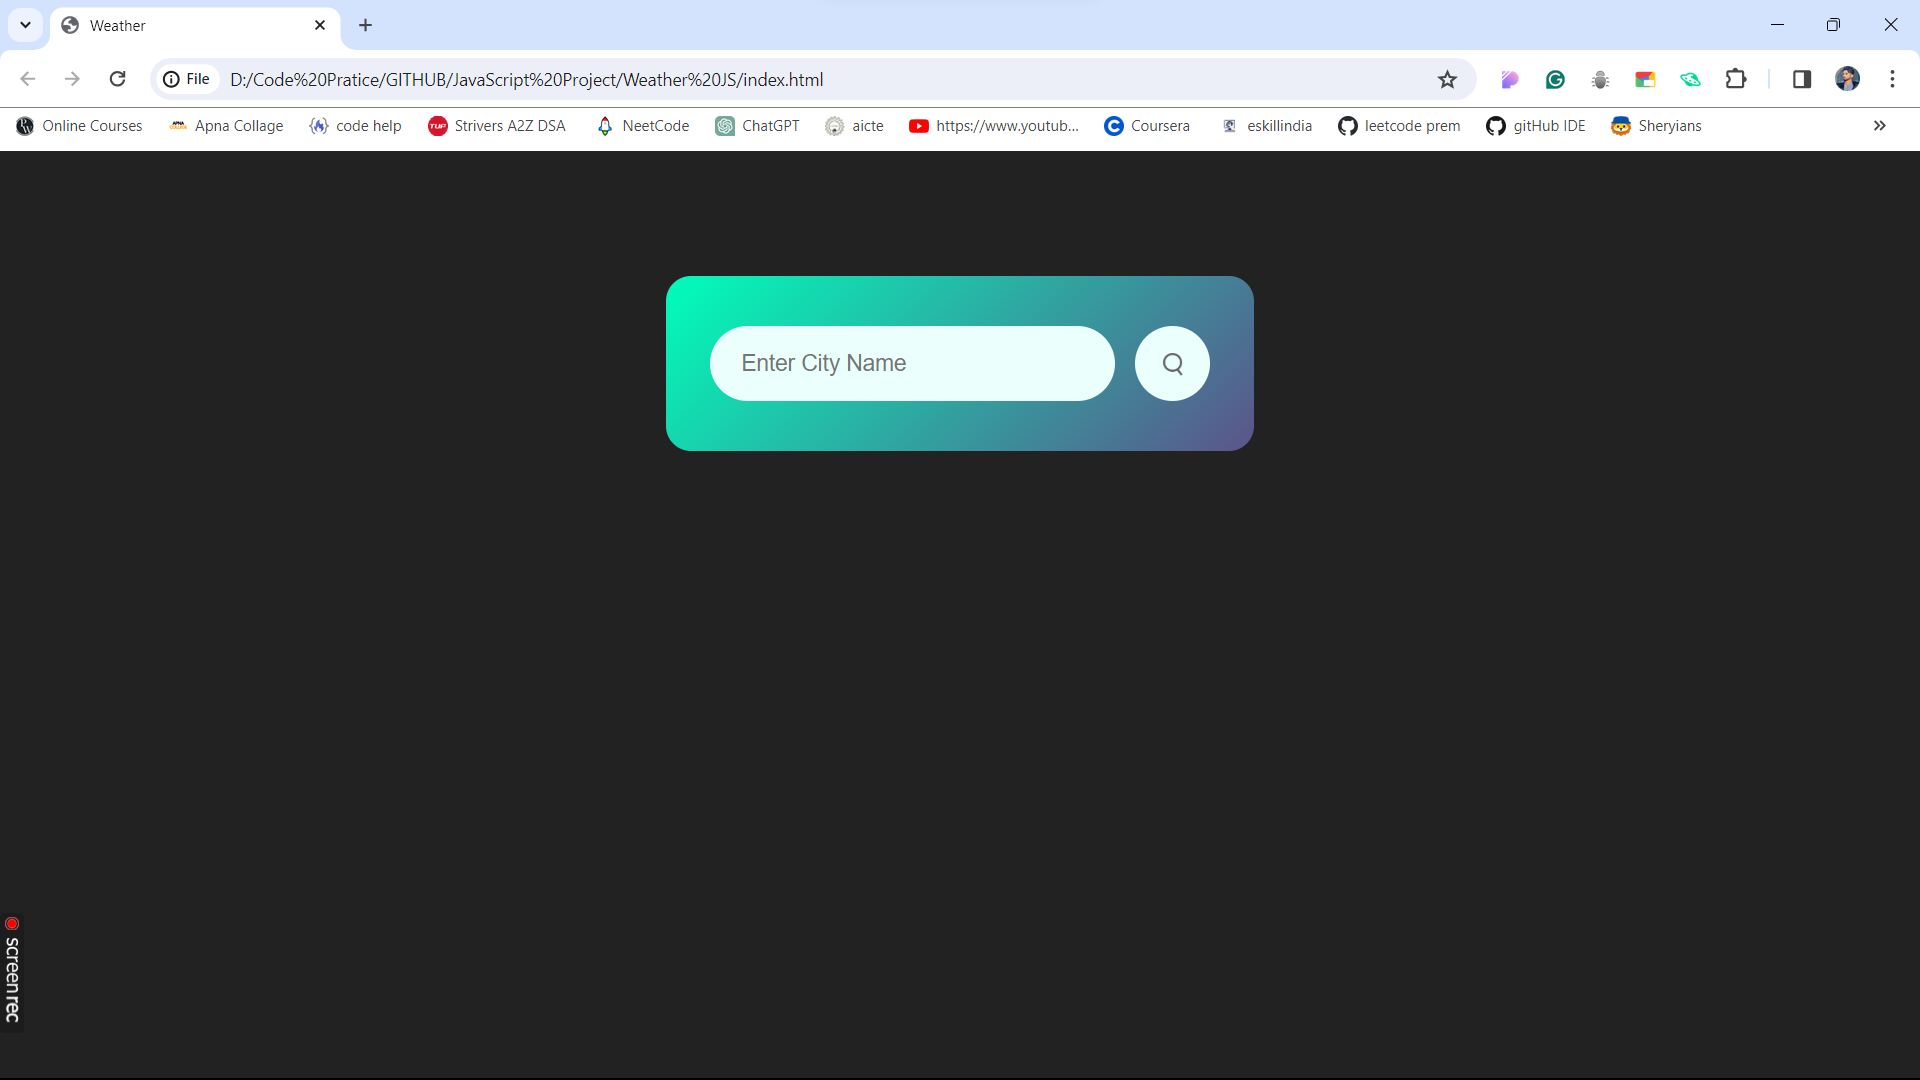 Weather
File D:/Code%20Pratice/GITHUB/JavaScript%20Project/Weather%20JS/index.html
Online Courses Apna Collage code help TUF Strivers A2Z DSA NeetCode ChatGPT aicte https://www.youtub... Coursera eskillindia leetcode prem gitHub IDE Sheryians
Enter City Name
screenrec